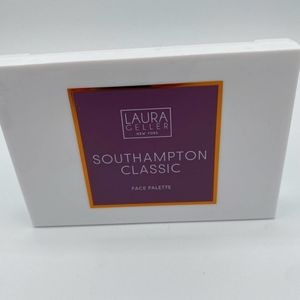 LAURA
GELLER
NEW YORK
SOUTHAMPTON
CLASSIC
FACE PALETTE